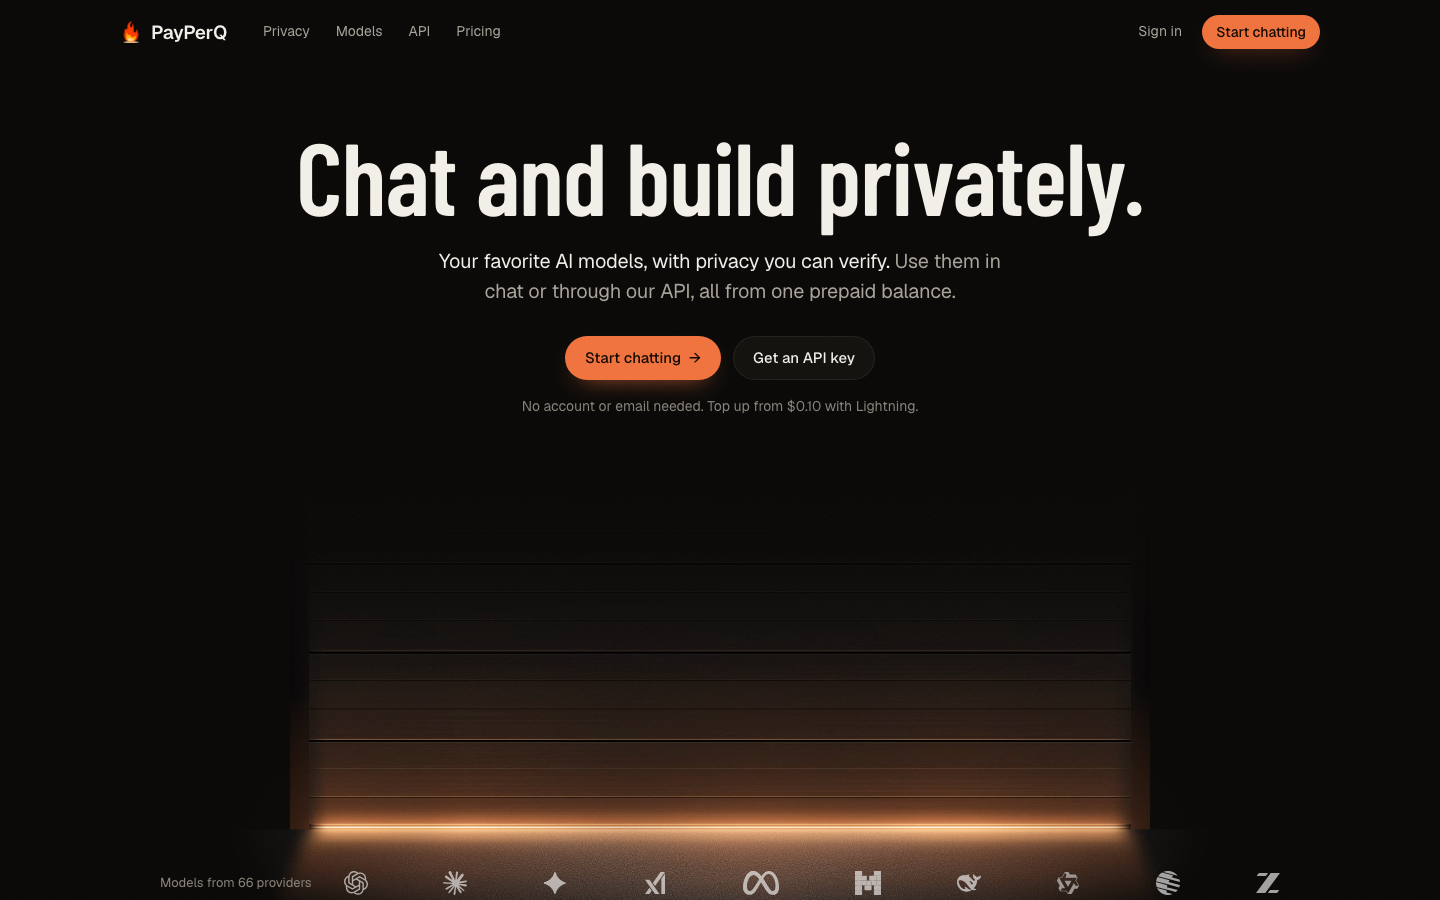 PayPerQ
Privacy
Models
API
Pricing
Sign in
Start chatting
Chat and build privately.
Your favorite AI models, with privacy you can verify. Use them in
chat or through our API, all from one prepaid balance.
Start chatting →
Get an API key
No account or email needed. Top up from $0.10 with Lightning.
Models from 66 providers